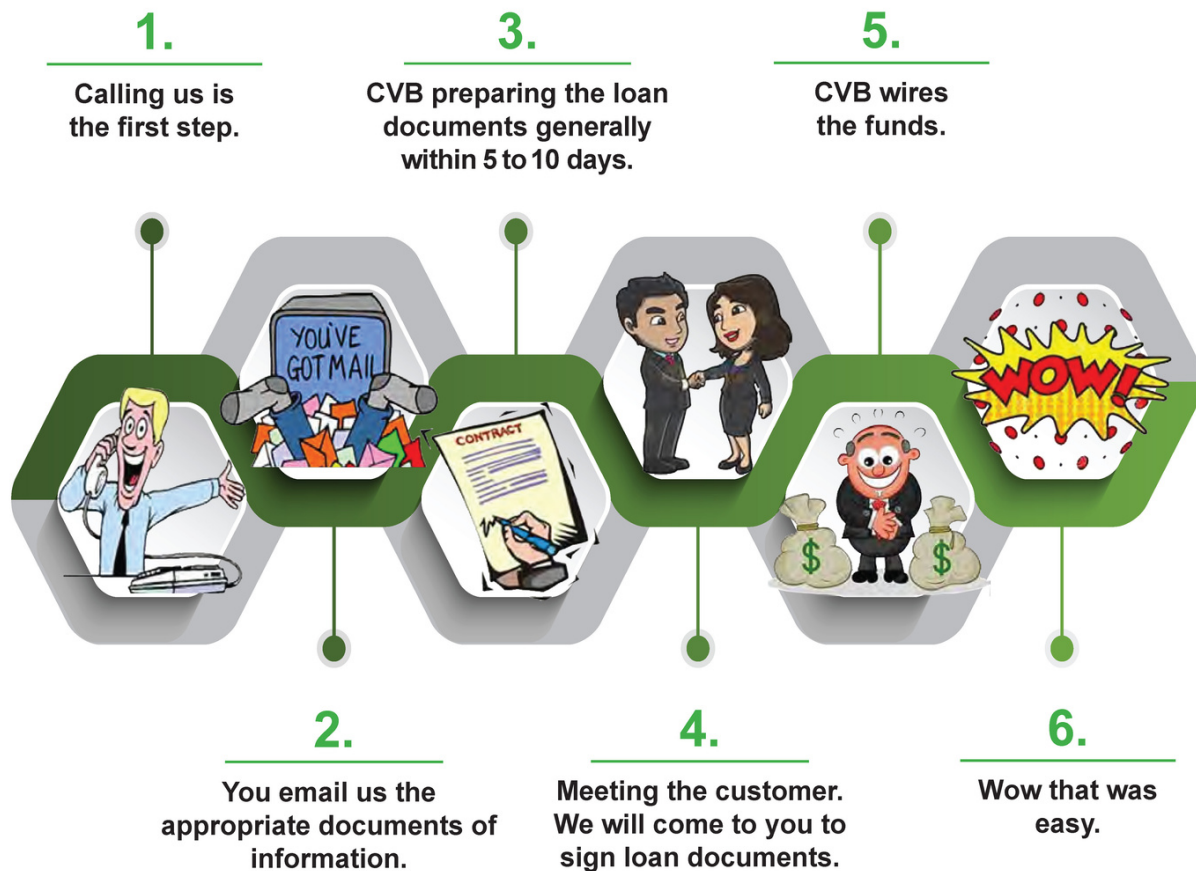 1.
Calling us is
the first step.
3.
CVB preparing the loan
documents generally
within 5 to 10 days.
5.
CVB wires
the funds.
YOU'VE
GOT MAIL
CONTRACT
WOW!
$
$
2.
You email us the
appropriate documents of
information.
4.
Meeting the customer.
We will come to you to
sign loan documents.
6.
Wow that was
easy.